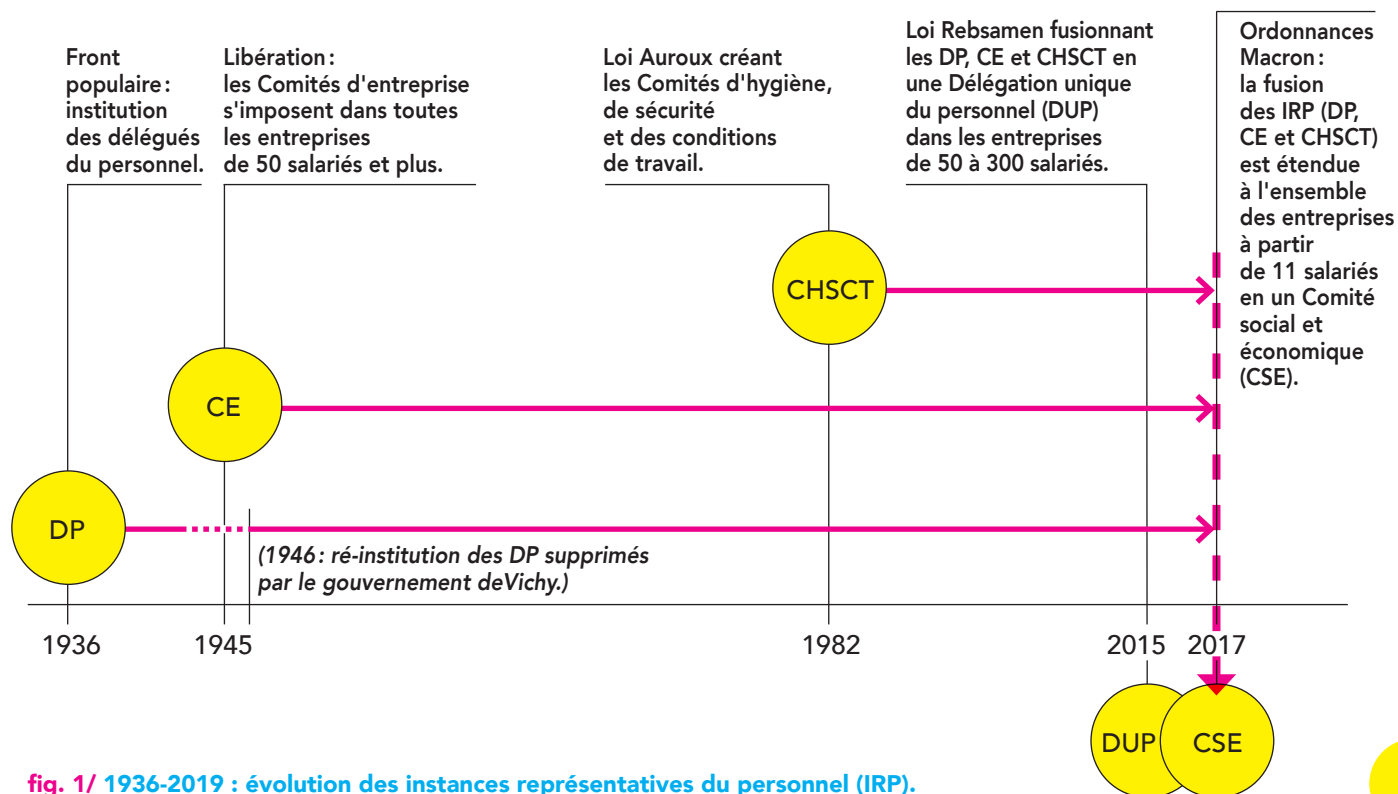 Front
populaire :
institution
des délégués
du personnel.
Libération :
les Comités d'entreprise
s'imposent dans toutes
les entreprises
de 50 salariés et plus.
Loi Auroux créant
les Comités d'hygiène,
de sécurité
et des conditions
de travail.
Loi Rebsamen fusionnant
les DP, CE et CHSCT en
une Délégation unique
du personnel (DUP)
dans les entreprises
de 50 à 300 salariés.
Ordonnances
Macron :
la fusion
des IRP (DP,
CE et CHSCT)
est étendue
à l'ensemble
des entreprises
à partir
de 11 salariés
en un Comité
social et
économique
(CSE).
CHSCT
CE
DP
(1946 : ré-institution des DP supprimés
par le gouvernement deVichy.)
1936
1945
1982
2015
2017
DUP
CSE
fig. 1/ 1936-2019 : évolution des instances représentatives du personnel (IRP).